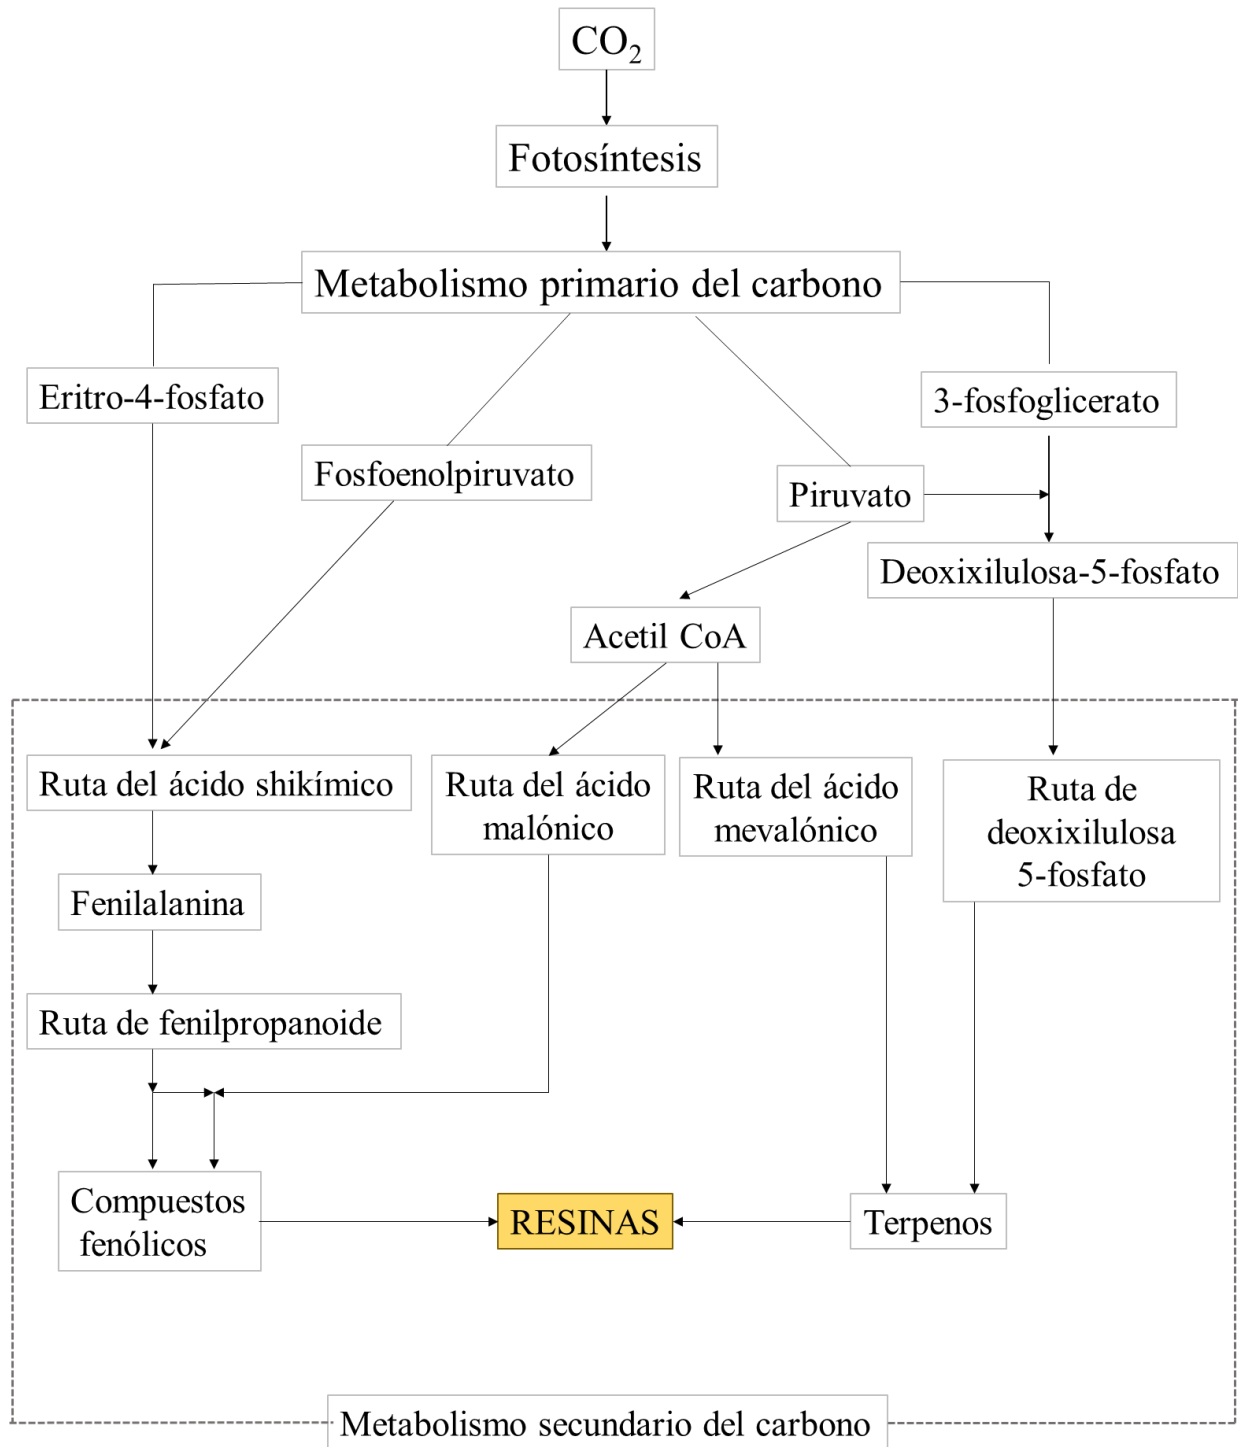 CO₂
Fotosíntesis
Metabolismo primario del carbono
Eritro-4-fosfato
3-fosfoglicerato
Fosfoenolpiruvato
Piruvato
Deoxixilulosa-5-fosfato
Acetil CoA
Ruta del ácido shikímico
Ruta del ácido
malónico
Ruta del ácido
mevalónico
Ruta de
deoxixilulosa
5-fosfato
Fenilalanina
Ruta de fenilpropanoide
Compuestos
fenólicos
RESINAS
Terpenos
Metabolismo secundario del carbono